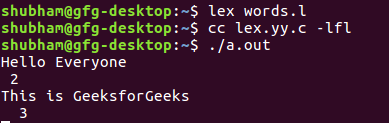 shubham@gfg-desktop:~$ lex words.l
shubham@gfg-desktop:~$ cc lex.yy.c -lfl
shubham@gfg-desktop:~$ ./a.out
Hello Everyone
2
This is GeeksforGeeks
3